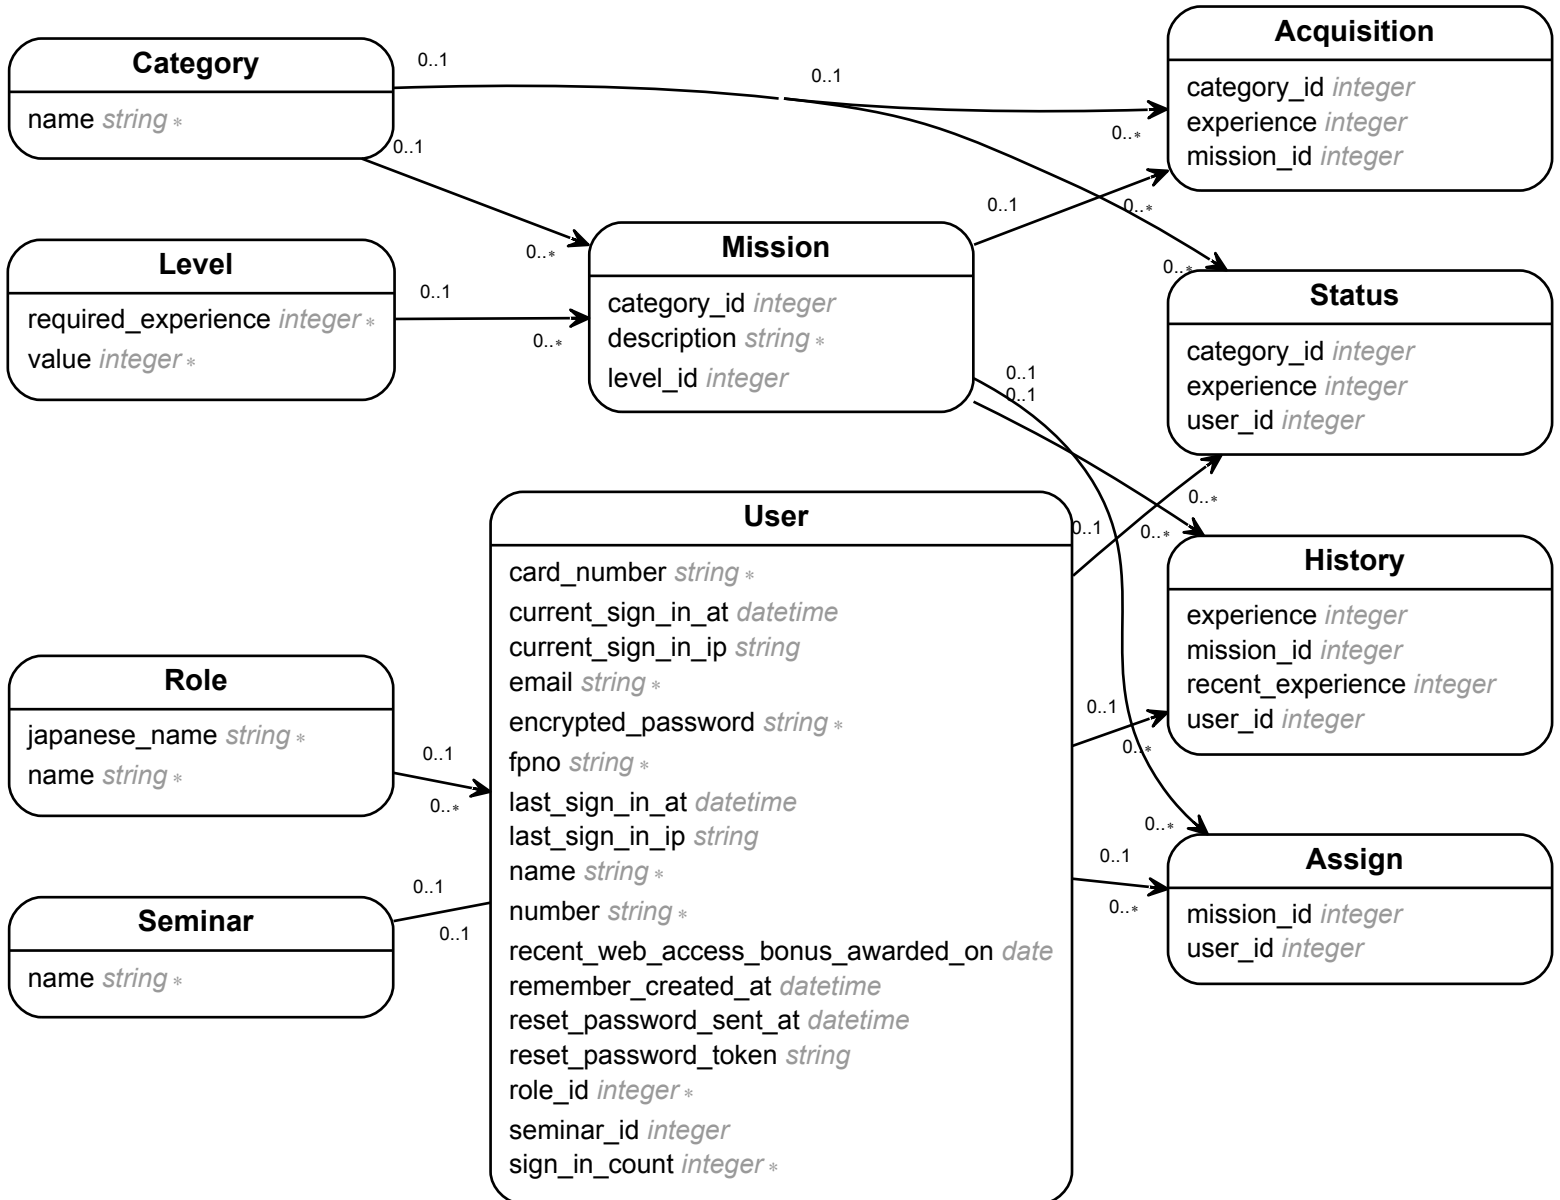 Category
name string *
Level
required_experience integer *
value integer *
Role
japanese_name string *
name string *
Seminar
name string *
Mission
category_id integer
description string *
level_id integer
User
card_number string *
current_sign_in_at datetime
current_sign_in_ip string
email string *
encrypted_password string *
fpno string *
last_sign_in_at datetime
last_sign_in_ip string
name string *
number string *
recent_web_access_bonus_awarded_on date
remember_created_at datetime
reset_password_sent_at datetime
reset_password_token string
role_id integer *
seminar_id integer
sign_in_count integer *
Acquisition
category_id integer
experience integer
mission_id integer
Status
category_id integer
experience integer
user_id integer
History
experience integer
mission_id integer
recent_experience integer
user_id integer
Assign
mission_id integer
user_id integer
0..1
0..1
0..*
0..1
0..*
0..1
0..*
0..1
0..*
0..*
0..1
0..*
0..1
0..1
0..*
0..1
0..*
0..1
0..*
0..1
0..*
0..*
0..1
0..*
0..1
0..1